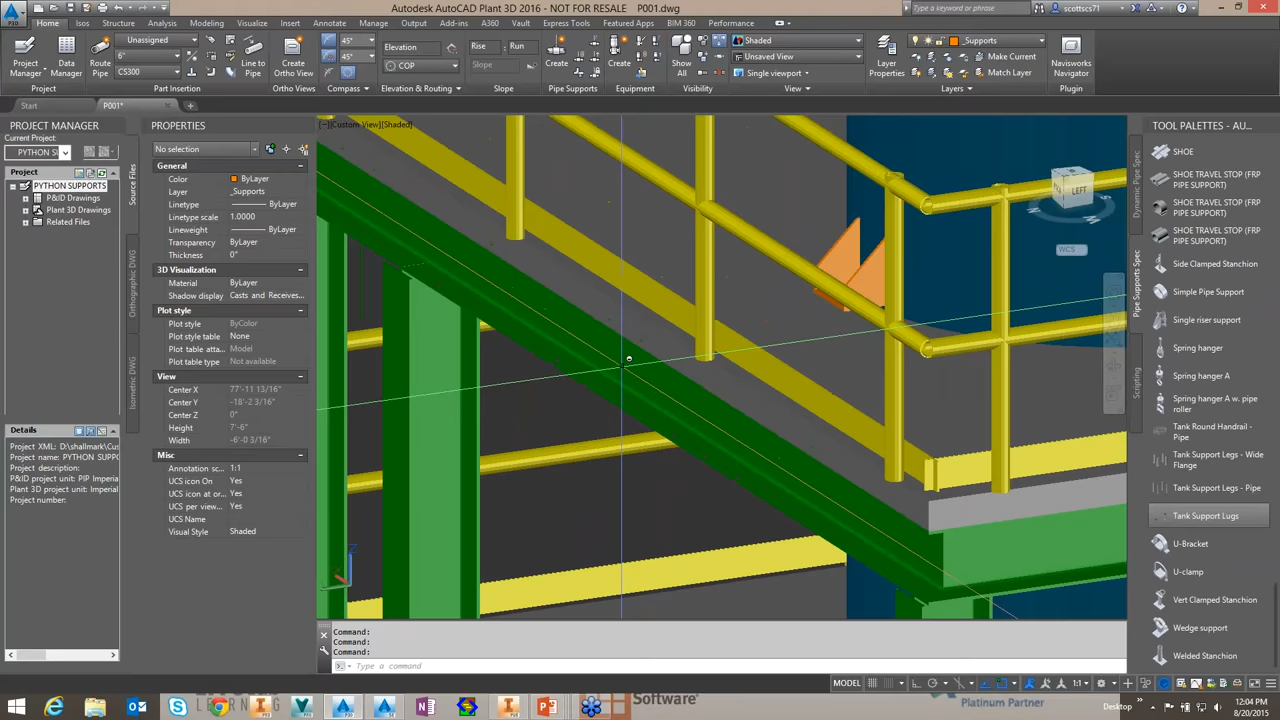 Autodesk AutoCAD Plant 3D 2016 - NOT FOR RESALE P001.dwg
Type a keyword or phrase
scottscs71
Home Structure Analysis Modeling Visualize Insert Annotate Manage Output Add-ins A360 Vault Express Tools Featured Apps BIM 360 Performance
Project Manager
Data Manager
Project
Route Pipe
Unassigned
6"
CS300
Line to Pipe
Part Insertion
Create Ortho View
Ortho Views
45°
45°
Compass
Elevation
COP
Elevation & Routing
Rise Run
Slope
Slope
Create
Pipe Supports
Create
Equipment
Show All
Visibility
Shaded
Unsaved View
Single viewport
View
Layer Properties
_Supports
Make Current
Match Layer
Layers
Navisworks Navigator
Plugin
Start P001*
PROJECT MANAGER
Current Project:
PYTHON S
Project
PYTHON SUPPORTS
P&ID Drawings
Plant 3D Drawings
Related Files
Source Files
Orthographic DWG
Isometric DWG
Details
Project XML: D:\shallmark\Cus
Project name: PYTHON SUPPO
Project description:
P&ID project unit: PIP Imperia
Plant 3D project unit: Imperial
Project number:
PROPERTIES
No selection
General
Color ByLayer
Layer _Supports
Linetype ByLayer
Linetype scale 1.0000
Lineweight ByLayer
Transparency ByLayer
Thickness 0"
3D Visualization
Material ByLayer
Shadow display Casts and Receives...
Plot style
Plot style ByColor
Plot style table None
Plot table atta... Model
Plot table type Not available
View
Center X 77'-11 13/16"
Center Y -18'-2 3/16"
Center Z 0"
Height 7'-6"
Width -6'-0 3/16"
Misc
Annotation sc... 1:1
UCS icon On Yes
UCS icon at or... Yes
UCS per view... Yes
UCS Name
Visual Style Shaded
[−][Custom View][Shaded]
LEFT
WCS
Z
Command:
Command:
Command:
Type a command
TOOL PALETTES - AU...
Dynamic Pipe Spec
Pipe Supports Spec
Scripting
SHOE
SHOE TRAVEL STOP (FRP PIPE SUPPORT)
SHOE TRAVEL STOP (FRP PIPE SUPPORT)
SHOE TRAVEL STOP (FRP PIPE SUPPORT)
Side Clamped Stanchion
Simple Pipe Support
Single riser support
Spring hanger
Spring hanger A
Spring hanger A w. pipe roller
Tank Round Handrail - Pipe
Tank Support Legs - Wide Flange
Tank Support Legs - Pipe
Tank Support Lugs
U-Bracket
U-clamp
Vert Clamped Stanchion
Wedge support
Welded Stanchion
MODEL
1:1
Software
Platinum Partner
Desktop
12:04 PM
8/20/2015